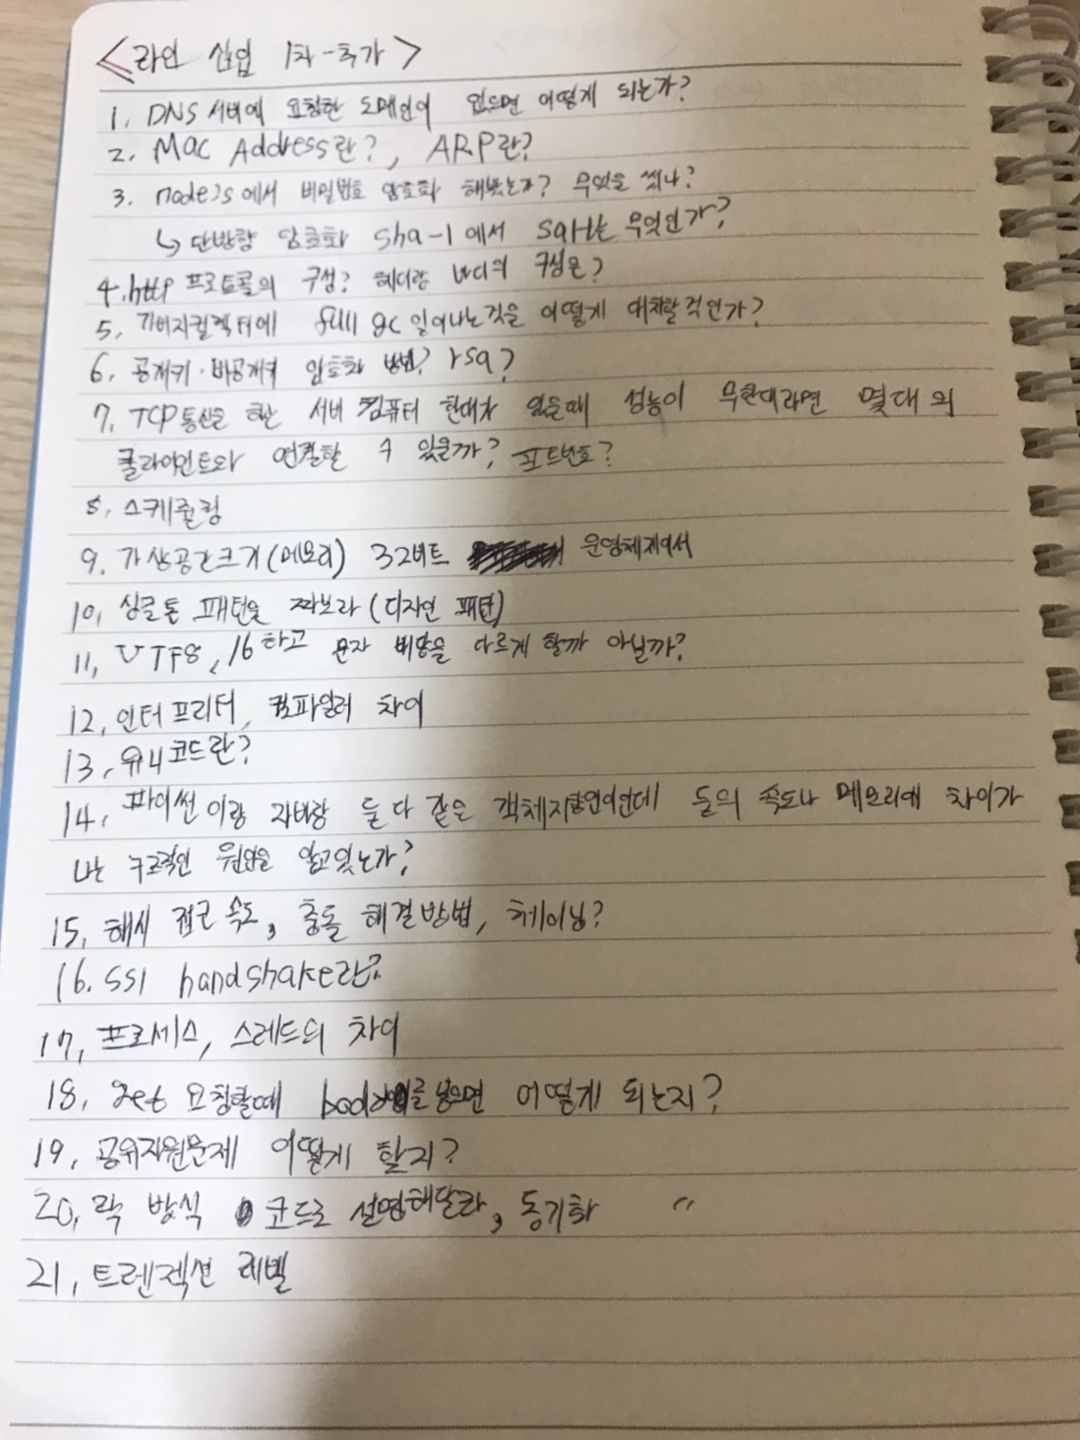 <라인 신입 1차-추가>
1. DNS 서버에 요청한 도메인이 없으면 어떻게 되는가?
2. Mac Address란?, ARP란?
3. nodejs에서 비밀번호 암호화 해봤는가? 무엇을 썼나?
↳ 단방향 암호화 sha-1에서 salt는 무엇인가?
4. http 프로토콜의 구성? 헤더랑 바디의 구성은?
5. 가비지컬렉터에 full gc 일어나는것을 어떻게 대처할것인가?
6. 공개키·비공개키 암호화 방법? rsa?
7. TCP통신을 하는 서버 컴퓨터 한대가 있을때 성능이 무한대라면 몇대의
클라이언트와 연결할 수 있을까? 포트번호?
8. 스케쥴링
9. 가상공간크기(메모리) 32비트 운영체제에서
10. 싱글톤 패턴을 짜보라(디자인 패턴)
11. UTF8, 16 라고 문자 배당을 다르게 할까 아닐까?
12. 인터프리터, 컴파일러 차이
13. 유니코드란?
14. 파이썬이랑 자바랑 둘다 같은 객체지향언어인데 둘의 속도나 메모리에 차이가
나는 구조적인 원인을 알고있는가?
15. 해시 접근 속도, 충돌 해결방법, 체이닝?
16. ssl handshake란?
17. 프로세스, 스레드의 차이
18. get 요청할때 body를 넣으면 어떻게 되는지?
19. 공유자원문제 어떻게 할지?
20. 락 방식 코드로 설명해달라, 동기화 〃
21. 트렌젝션 레벨